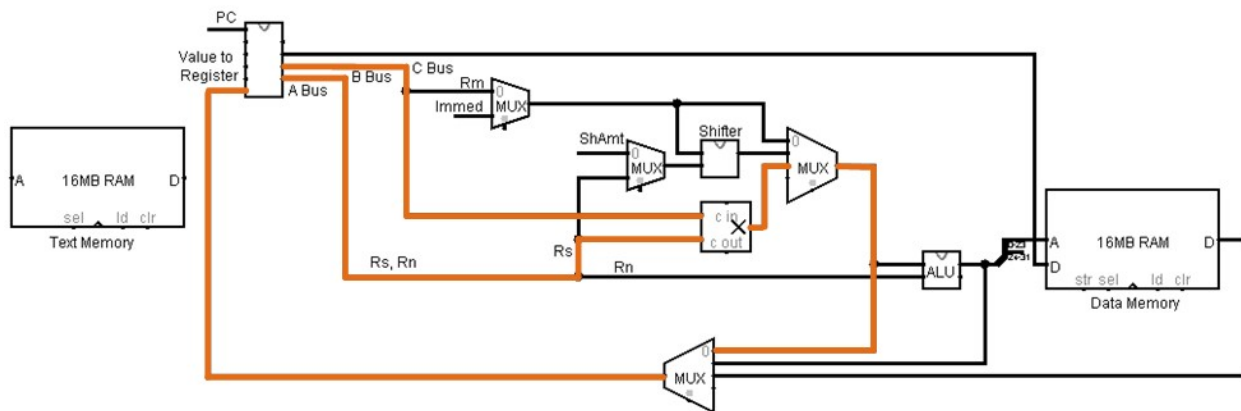 PC
Value to
Register
A Bus
B Bus
C Bus
Rm
Immed
0
MUX
ShAmt
0
MUX
Shifter
0
MUX
A
16MB RAM
D
sel
ld
clr
Text Memory
c in
c out
Rs
Rs, Rn
Rn
ALU
24-31
A
D
16MB RAM
D
str
sel
ld
clr
Data Memory
0
MUX